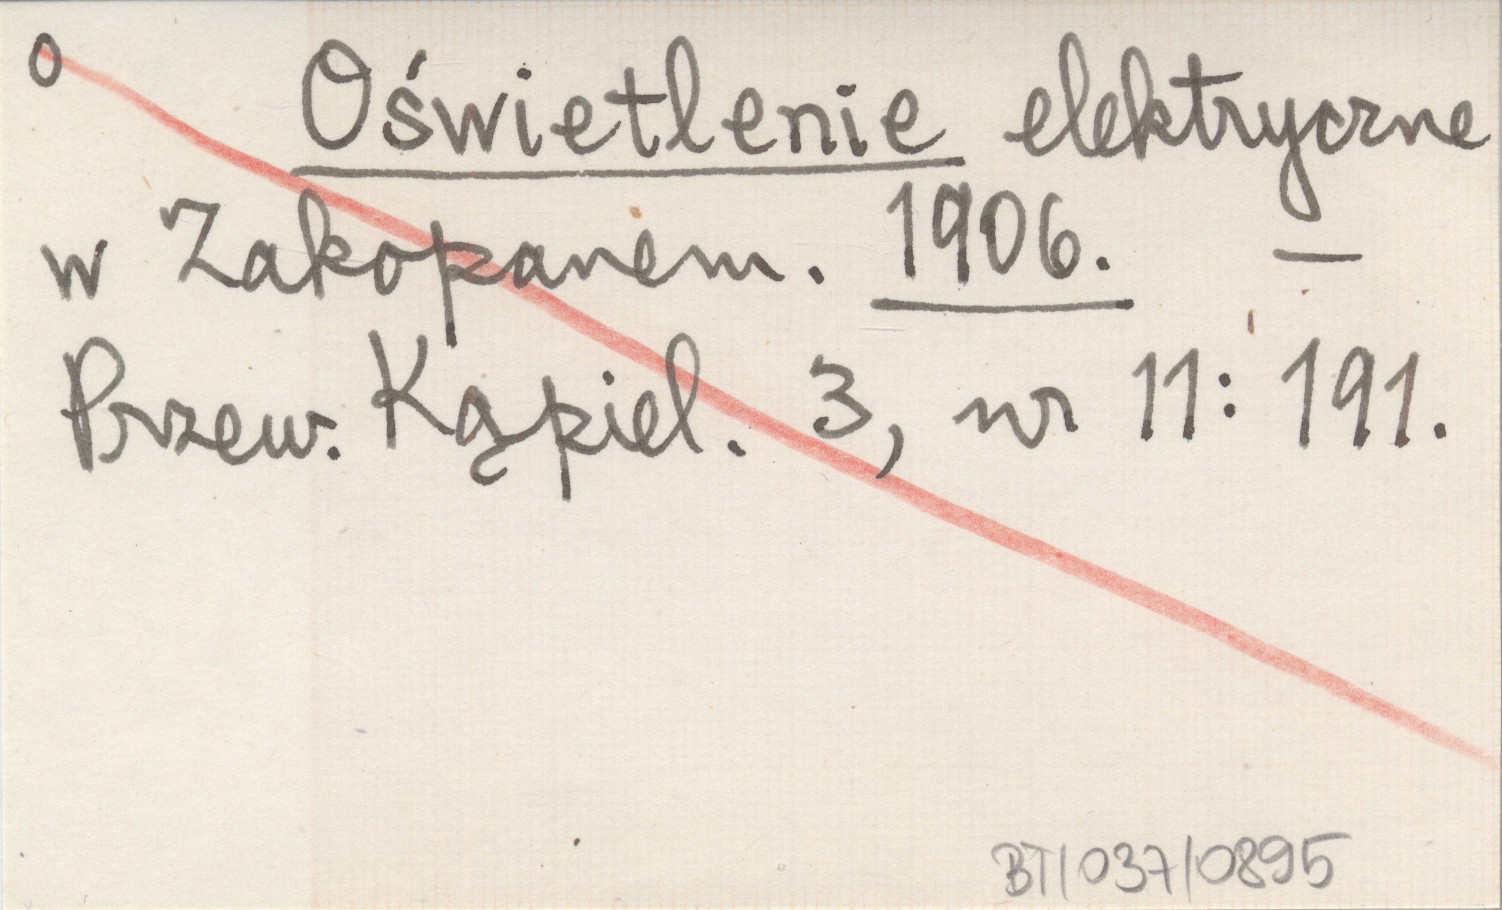 O Oświetlenie elektryczne
w Zakopanem. 1906. —
Przew. Kąpiel. 3, nr 11: 191.
BT/037/0895